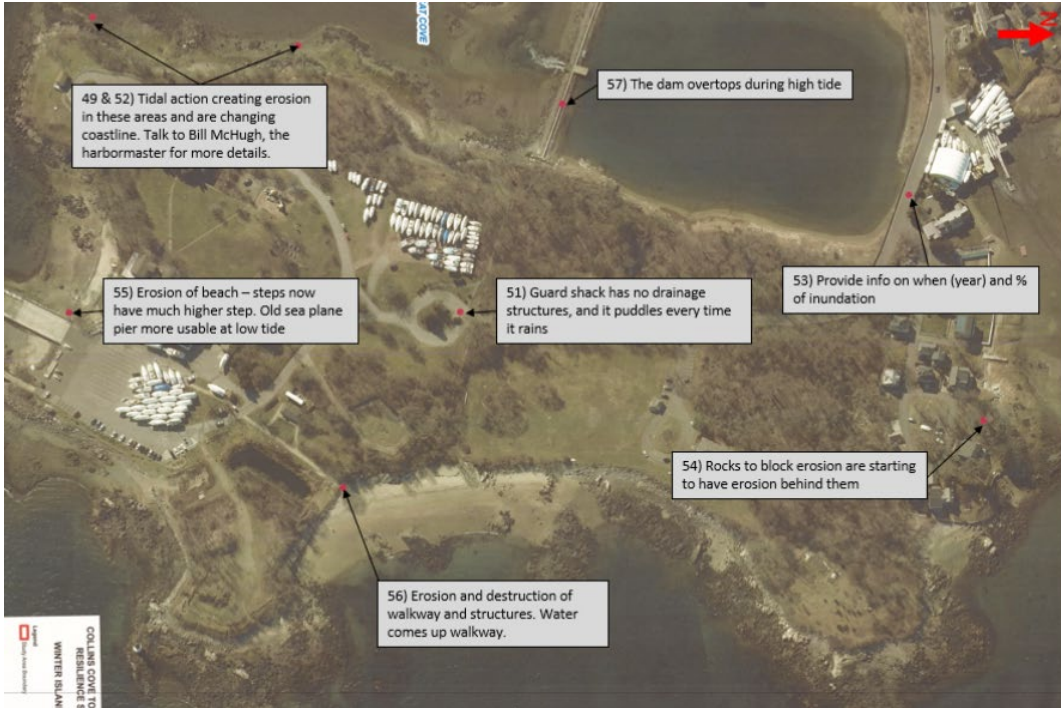 AT COVE
N
49 & 52) Tidal action creating erosion
in these areas and are changing
coastline. Talk to Bill McHugh, the
harbormaster for more details.
57) The dam overtops during high tide
53) Provide info on when (year) and %
of inundation
55) Erosion of beach – steps now
have much higher step. Old sea plane
pier more usable at low tide
51) Guard shack has no drainage
structures, and it puddles every time
it rains
54) Rocks to block erosion are starting
to have erosion behind them
56) Erosion and destruction of
walkway and structures. Water
comes up walkway.
COLLINS COVE TO
RESILIENCE S
WINTER ISLAN
Legend
Study Area Boundary